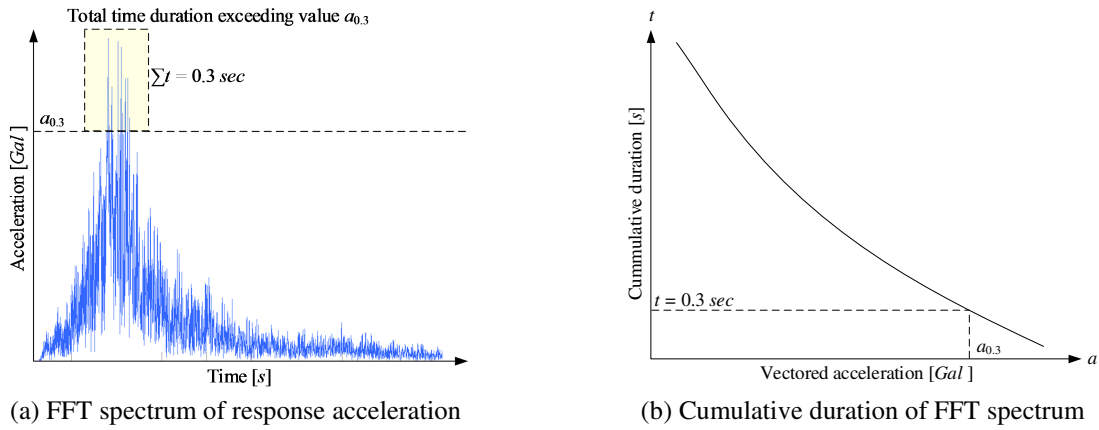 Total time duration exceeding value a0.3
∑t = 0.3 sec
a0.3
Acceleration [Gal]
Time [s]
(a) FFT spectrum of response acceleration
t
Cummulative duration [s]
t = 0.3 sec
a0.3
a
Vectored acceleration [Gal ]
(b) Cumulative duration of FFT spectrum